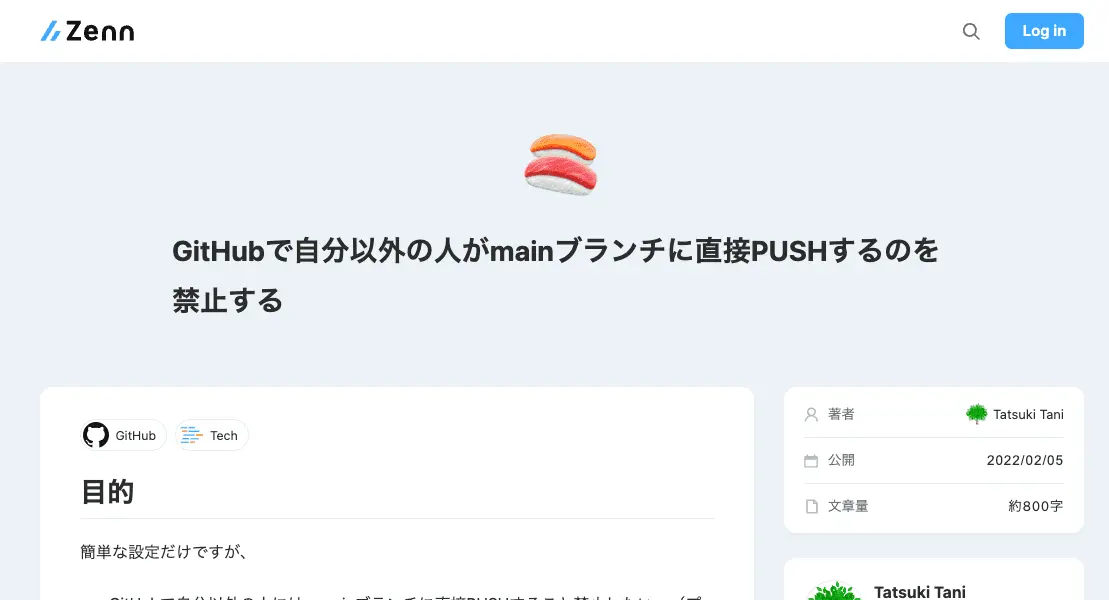 Zenn
Log in
GitHubで自分以外の人がmainブランチに直接PUSHするのを
禁止する
GitHub
Tech
目的
簡単な設定だけですが、
著者
Tatsuki Tani
公開
2022/02/05
文章量
約800字
Tatsuki Tani